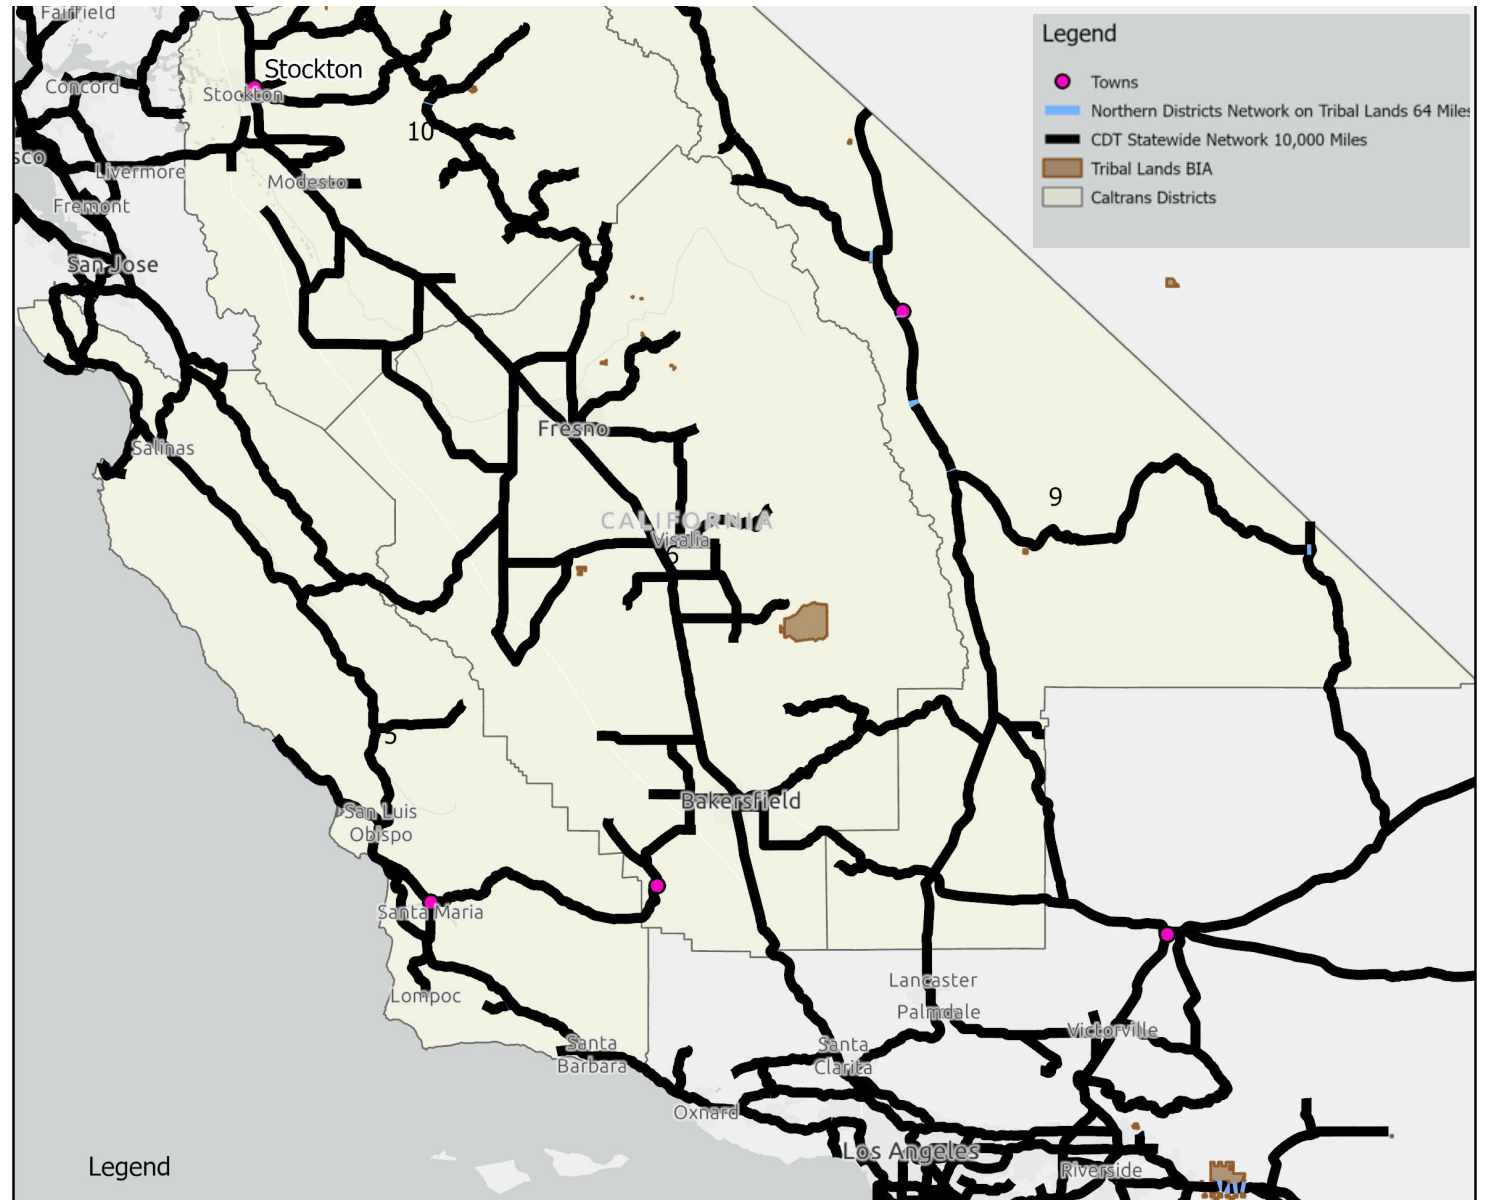 Fairfield
Legend
Stockton
Towns
Concord
Stockton
Northern Districts Network on Tribal Lands 64 Miles
10
CDT Statewide Network 10,000 Miles
sco
Livermore
Tribal Lands BIA
Modesto
Caltrans Districts
Fremont
San Jose
Fresno
Salinas
9
CALIFORNIA
Visalia
6
5
Bakersfield
San Luis
Obispo
Santa Maria
Lancaster
Lompoc
Palmdale
Victorville
Santa
Barbara
Santa
Clarita
Oxnard
Los Angeles
Legend
Riverside